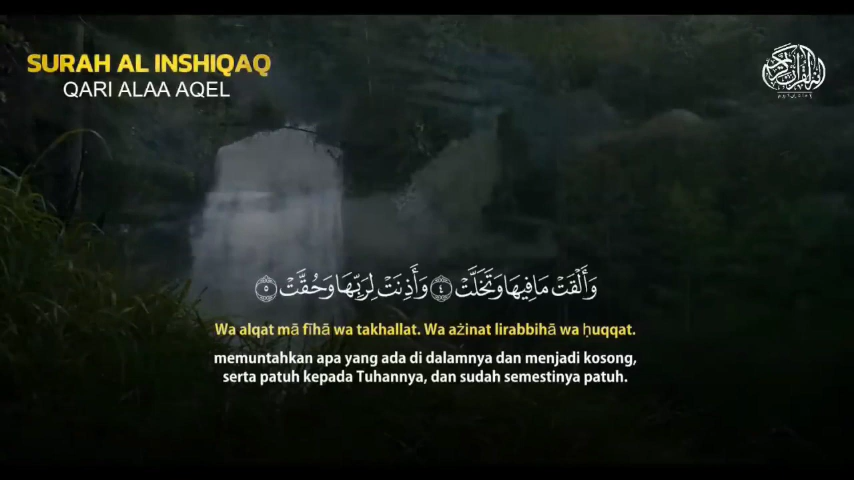 SURAH AL INSHIQAQ
QARI ALAA AQEL
وَأَلْقَتْ مَا فِيهَا وَتَخَلَّتْ ۝٤ وَأَذِنَتْ لِرَبِّهَا وَحُقَّتْ ۝٥
Wa alqat mā fīhā wa takhallat. Wa ażinat lirabbihā wa ḥuqqat.
memuntahkan apa yang ada di dalamnya dan menjadi kosong,
serta patuh kepada Tuhannya, dan sudah semestinya patuh.